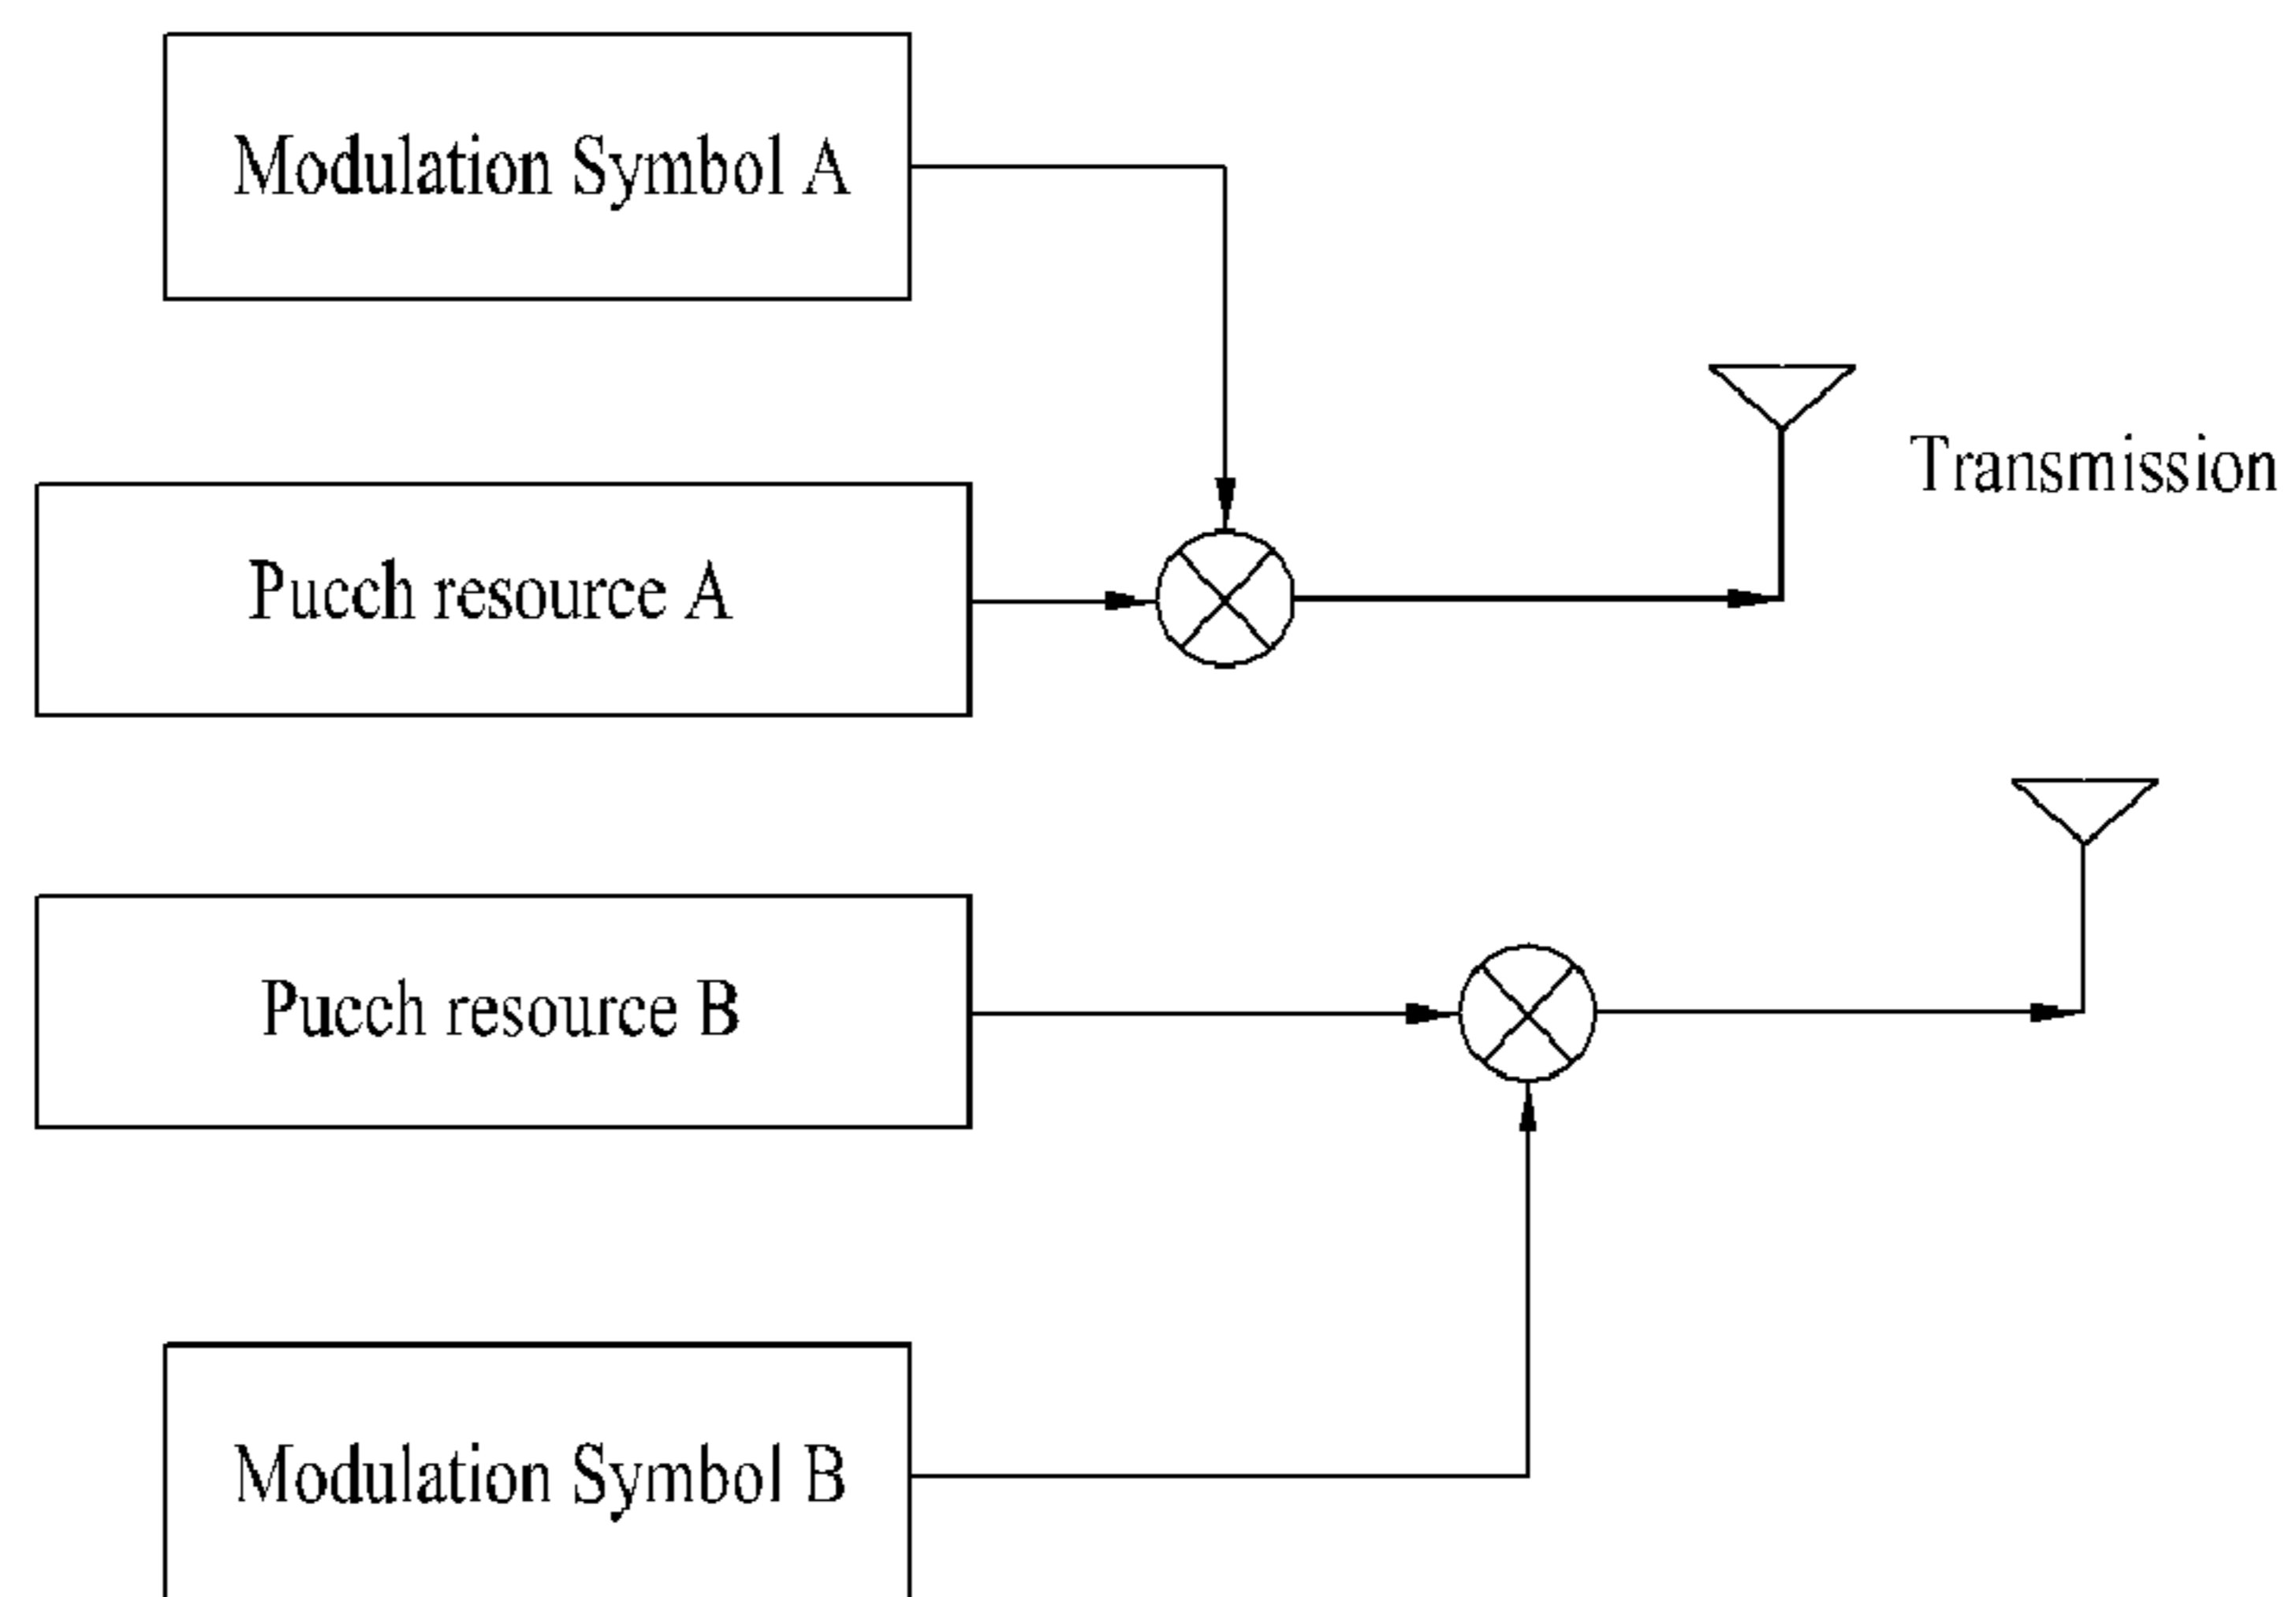 Modulation Symbol A
Transmission
Pucch resource A
Pucch resource B
Modulation Symbol B